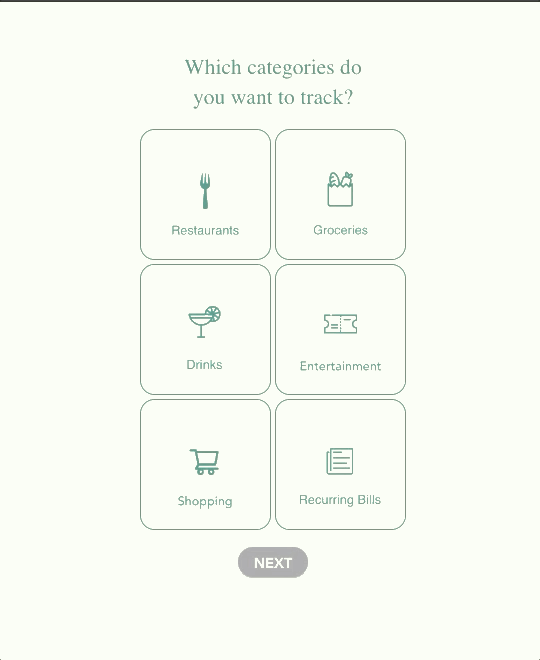 Which categories do
you want to track?
Restaurants
Groceries
Drinks
Entertainment
Shopping
Recurring Bills
NEXT